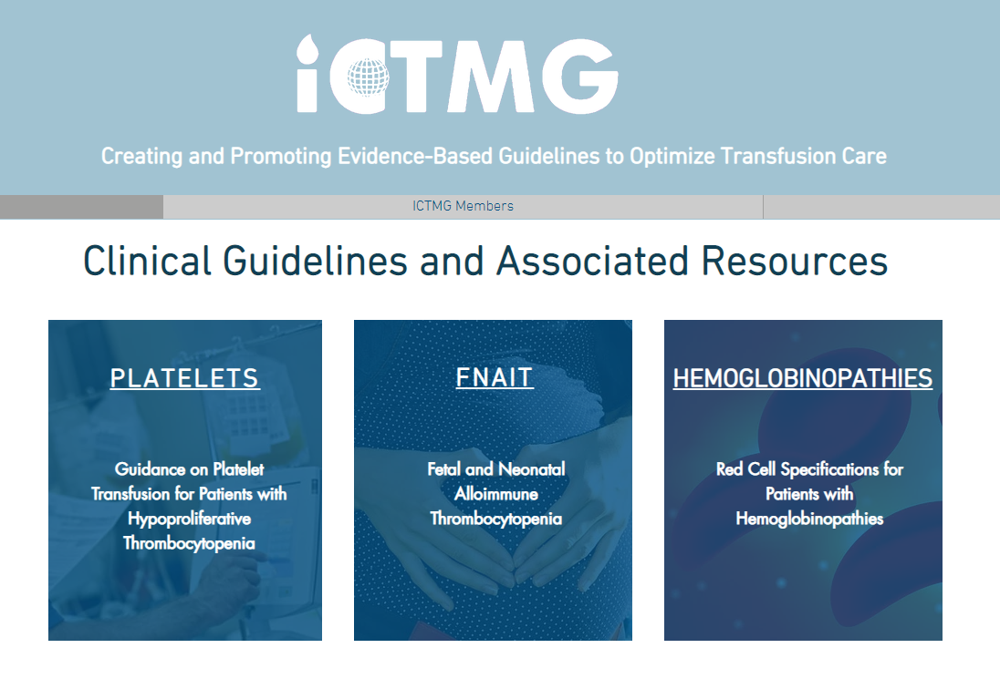 iCTMG
Creating and Promoting Evidence-Based Guidelines to Optimize Transfusion Care
ICTMG Members
Clinical Guidelines and Associated Resources
PLATELETS
Guidance on Platelet
Transfusion for Patients with
Hypoproliferative
Thrombocytopenia
FNAIT
Fetal and Neonatal
Alloimmune
Thrombocytopenia
HEMOGLOBINOPATHIES
Red Cell Specifications for
Patients with
Hemoglobinopathies